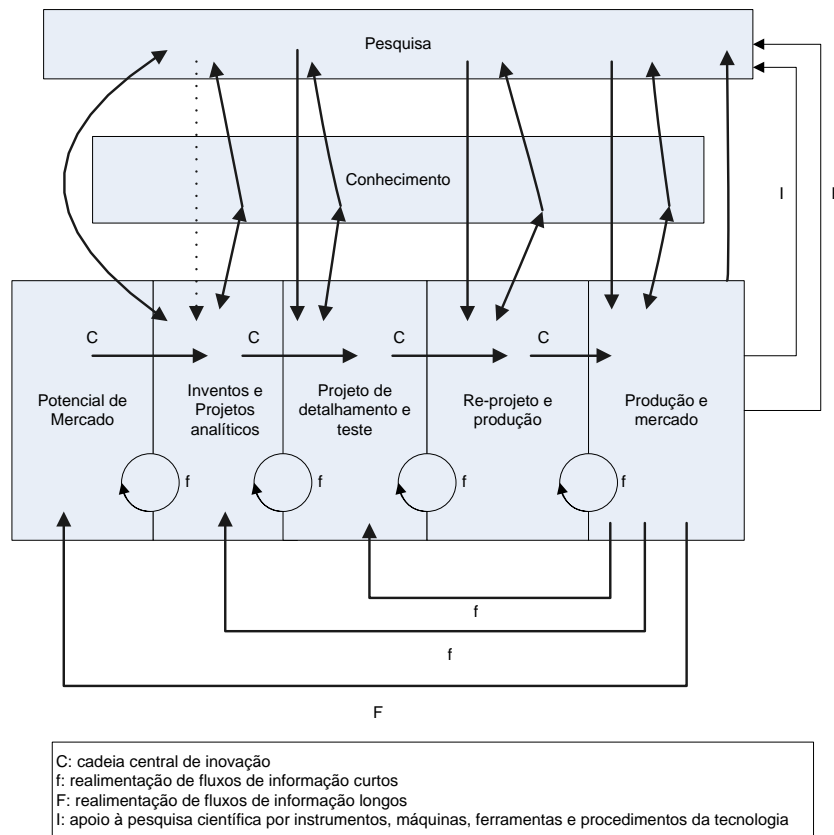 Pesquisa
Conhecimento
I
C
C
C
C
Potencial de
Mercado
Inventos e
Projetos
analíticos
Projeto de
detalhamento e
teste
Re-projeto e
produção
Produção e
mercado
f
f
f
f
f
f
F
C: cadeia central de inovação
f: realimentação de fluxos de informação curtos
F: realimentação de fluxos de informação longos
I: apoio à pesquisa científica por instrumentos, máquinas, ferramentas e procedimentos da tecnologia